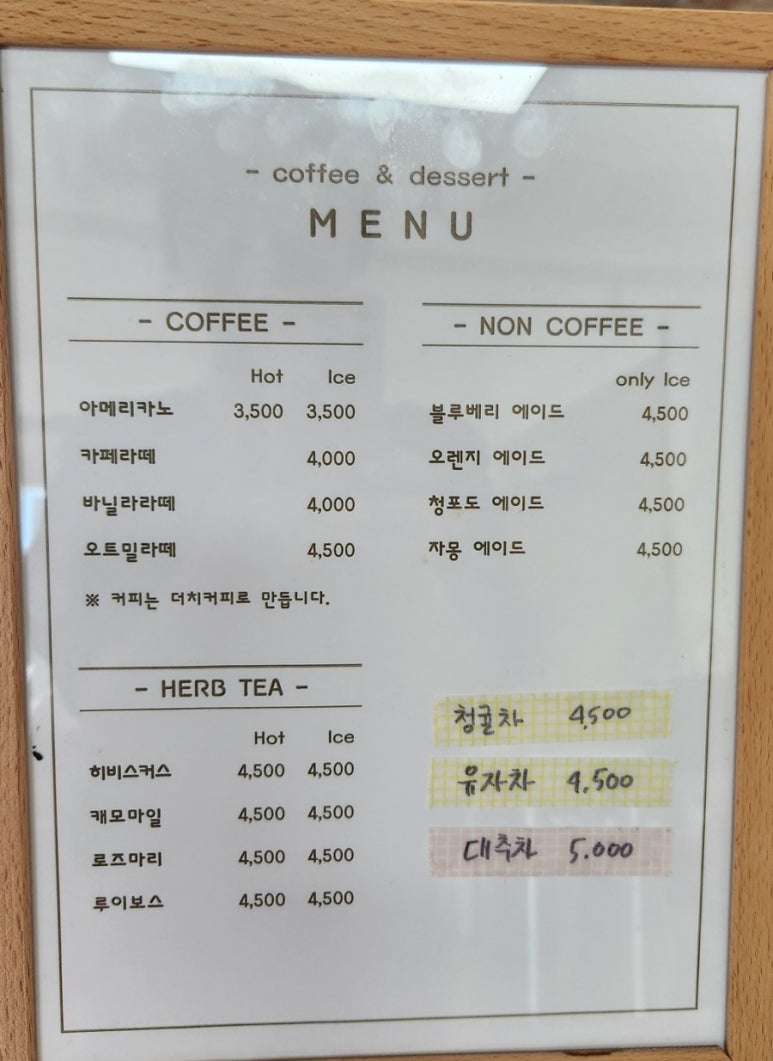 - coffee & dessert -
MENU
- COFFEE -
Hot Ice
아메리카노 3,500 3,500
카페라떼 4,000
바닐라라떼 4,000
오트밀라떼 4,500
※ 커피는 더치커피로 만듭니다.
- NON COFFEE -
only Ice
블루베리 에이드 4,500
오렌지 에이드 4,500
청포도 에이드 4,500
자몽 에이드 4,500
- HERB TEA -
Hot Ice
히비스커스 4,500 4,500
캐모마일 4,500 4,500
로즈마리 4,500 4,500
루이보스 4,500 4,500
청귤차 4,500
유자차 4,500
대추차 5.000